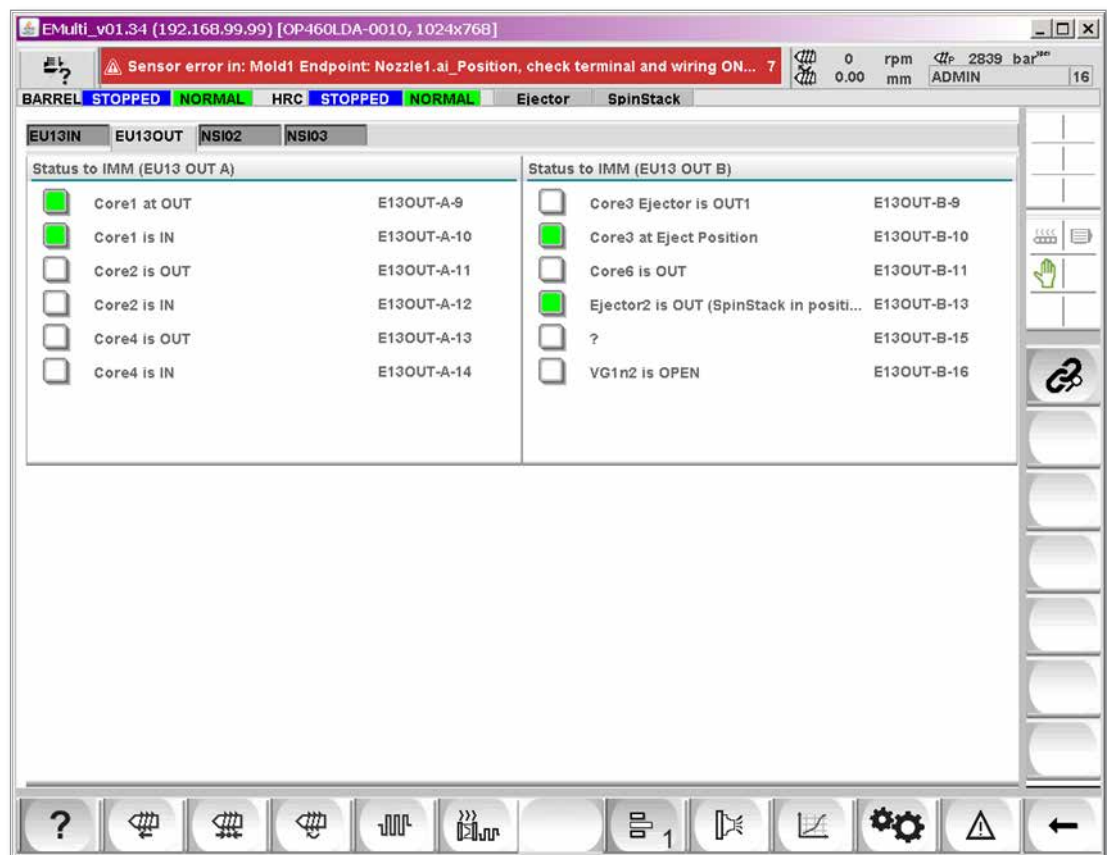 EMulti_v01.34 (192.168.99.99) [OP460LDA-0010, 1024x768]
? Sensor error in: Mold1 Endpoint: Nozzle1.ai_Position, check terminal and wiring ON... 7 0 rpm 2839 bar
0.00 mm ADMIN 16
BARREL STOPPED NORMAL HRC STOPPED NORMAL Ejector SpinStack
EU13IN EU13OUT NSI02 NSI03
Status to IMM (EU13 OUT A)
Core1 at OUT E13OUT-A-9
Core1 is IN E13OUT-A-10
Core2 is OUT E13OUT-A-11
Core2 is IN E13OUT-A-12
Core4 is OUT E13OUT-A-13
Core4 is IN E13OUT-A-14
Status to IMM (EU13 OUT B)
Core3 Ejector is OUT1 E13OUT-B-9
Core3 at Eject Position E13OUT-B-10
Core6 is OUT E13OUT-B-11
Ejector2 is OUT (SpinStack in positi... E13OUT-B-13
? E13OUT-B-15
VG1n2 is OPEN E13OUT-B-16
? 1